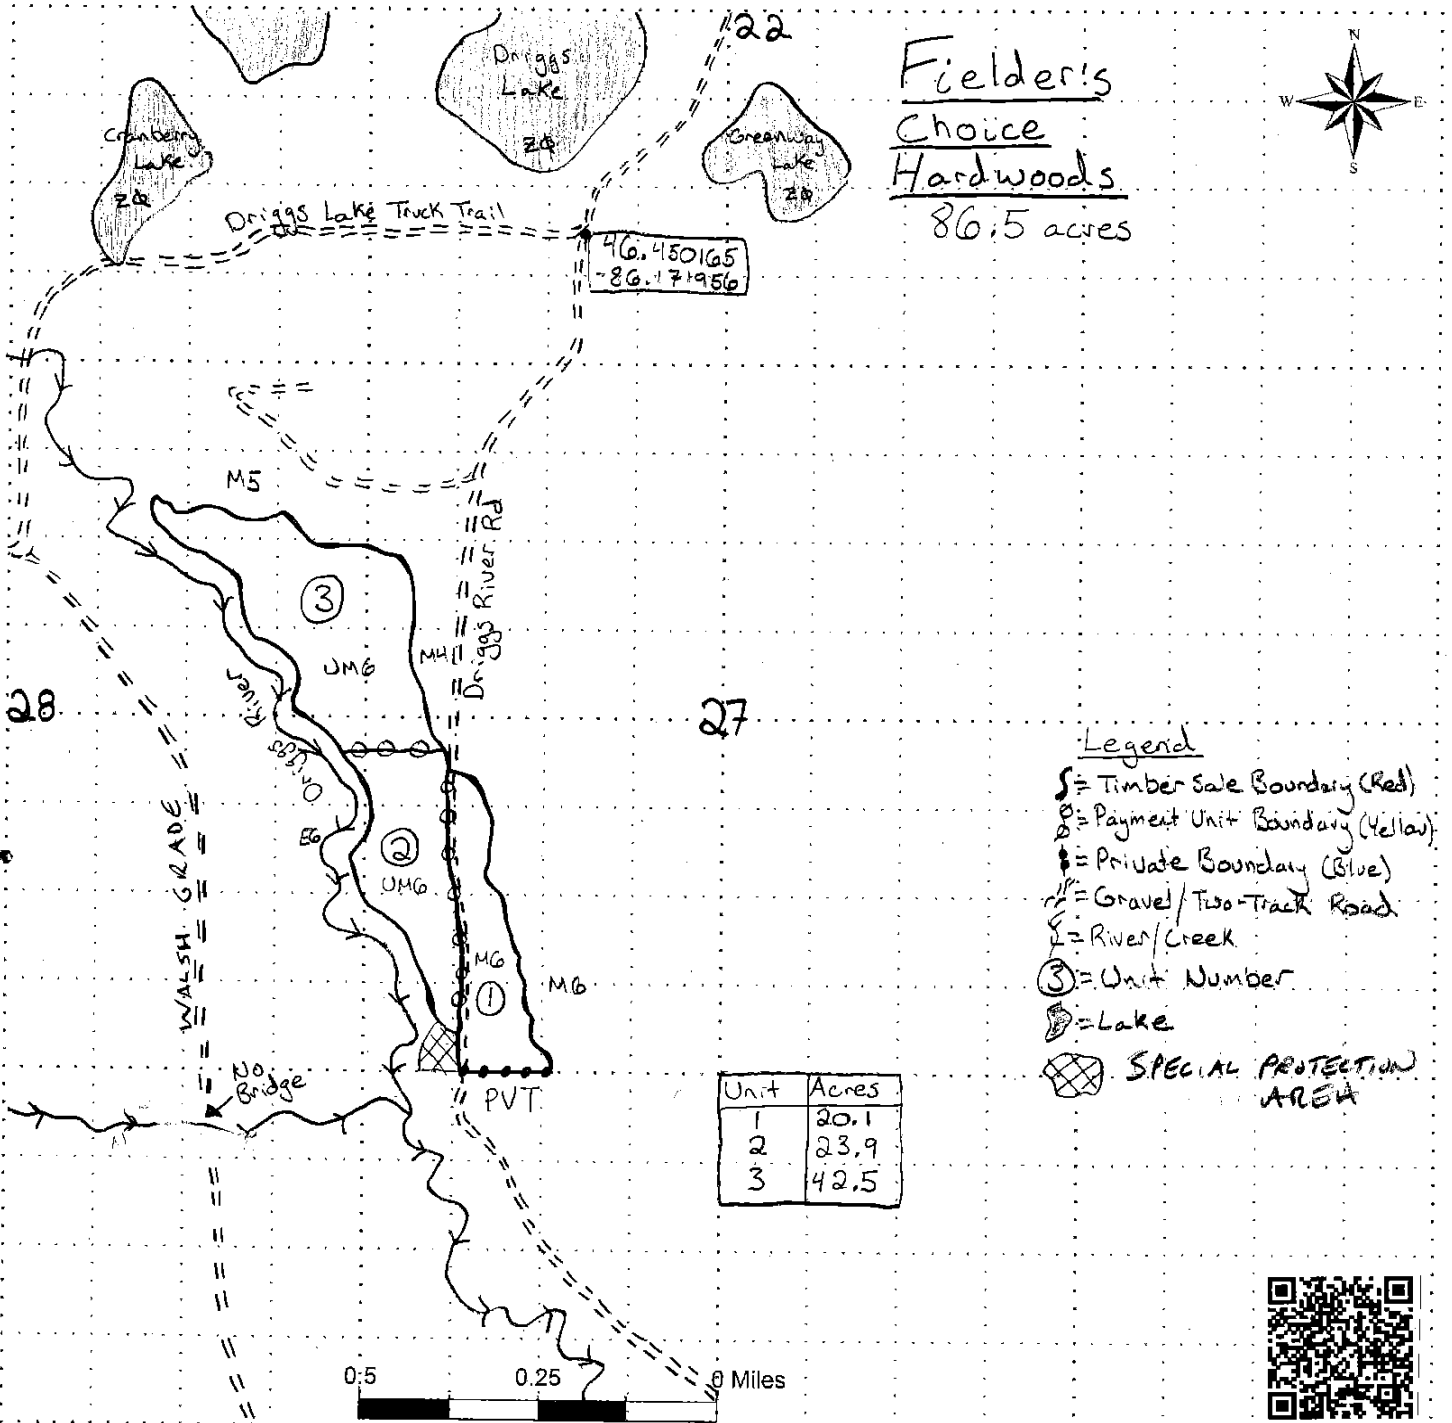 22
Fielder's
Choice
Hardwoods
86.5 acres
N
W
E
S
Driggs
Lake
ZØ
Cranberry
Lake
ZØ
Greenway
Lake
ZØ
Driggs Lake Truck Trail
46.450165
-86.171956
M5
Driggs River Rd
3
UM6
M4
28
27
Driggs River
WALSH GRADE
E6
2
UM6
M6
1
M6
No
Bridge
PVT
Legend
= Timber Sale Boundary (Red)
= Payment Unit Boundary (Yellow)
= Private Boundary (Blue)
= Gravel/Two-Track Road
= River/Creek
3 = Unit Number
= Lake
SPECIAL PROTECTION
AREA
Unit Acres
1 20.1
2 23.9
3 42.5
0.5 0.25 0 Miles